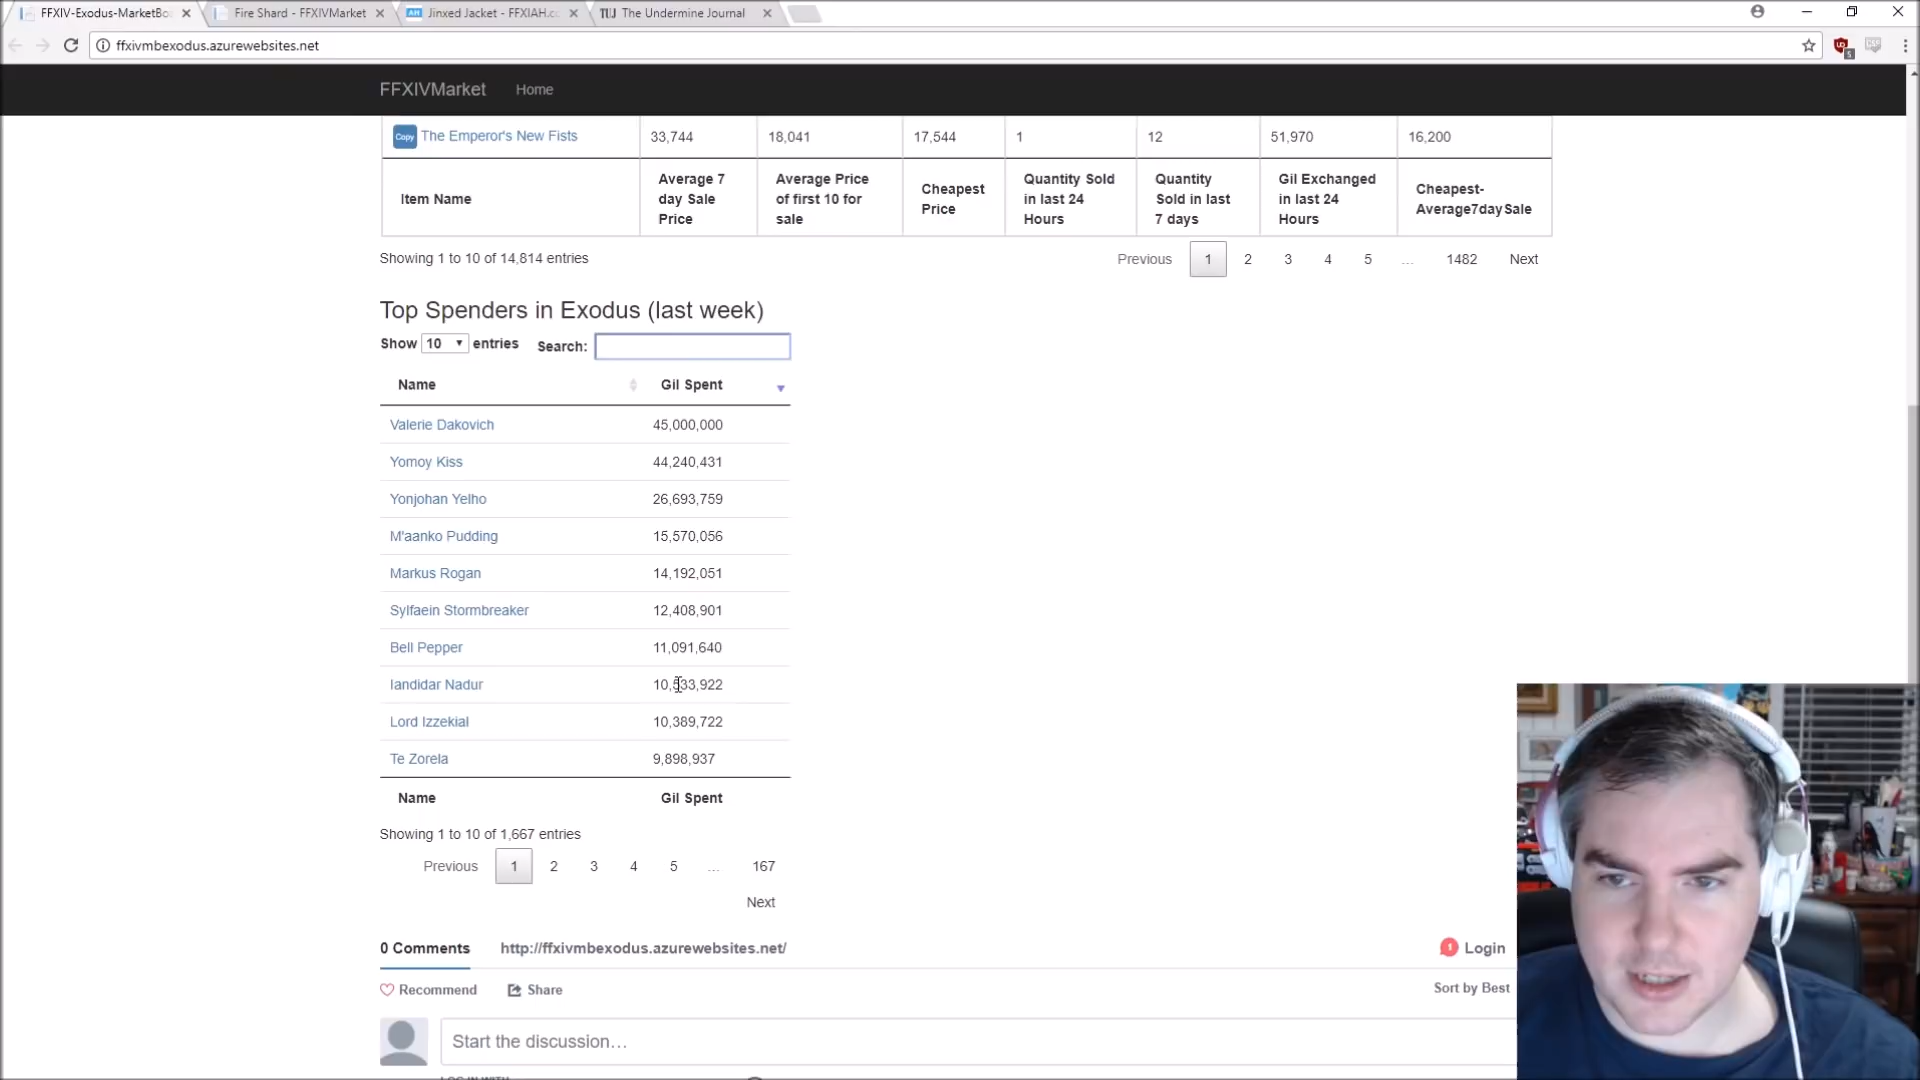 FFXIV-Exodus-MarketBo
Fire Shard - FFXIVMarket
AH Jinxed Jacket - FFXIAH.c
TUJ The Undermine Journal
ffxivmbexodus.azurewebsites.net
FFXIVMarket Home
Copy The Emperor's New Fists 33,744 18,041 17,544 1 12 51,970 16,200
Item Name
Average 7
day Sale
Price
Average Price
of first 10 for
sale
Cheapest
Price
Quantity Sold
in last 24
Hours
Quantity
Sold in last
7 days
Gil Exchanged
in last 24
Hours
Cheapest-
Average7daySale
Showing 1 to 10 of 14,814 entries
Previous 1 2 3 4 5 … 1482 Next
Top Spenders in Exodus (last week)
Show 10 entries Search:
Name Gil Spent
Valerie Dakovich 45,000,000
Yomoy Kiss 44,240,431
Yonjohan Yelho 26,693,759
M'aanko Pudding 15,570,056
Markus Rogan 14,192,051
Sylfaein Stormbreaker 12,408,901
Bell Pepper 11,091,640
Iandidar Nadur 10,533,922
Lord Izzekial 10,389,722
Te Zorela 9,898,937
Name Gil Spent
Showing 1 to 10 of 1,667 entries
Previous 1 2 3 4 5 … 167
Next
0 Comments http://ffxivmbexodus.azurewebsites.net/ 1 Login
Recommend Share Sort by Best
Start the discussion…
LOG IN WITH